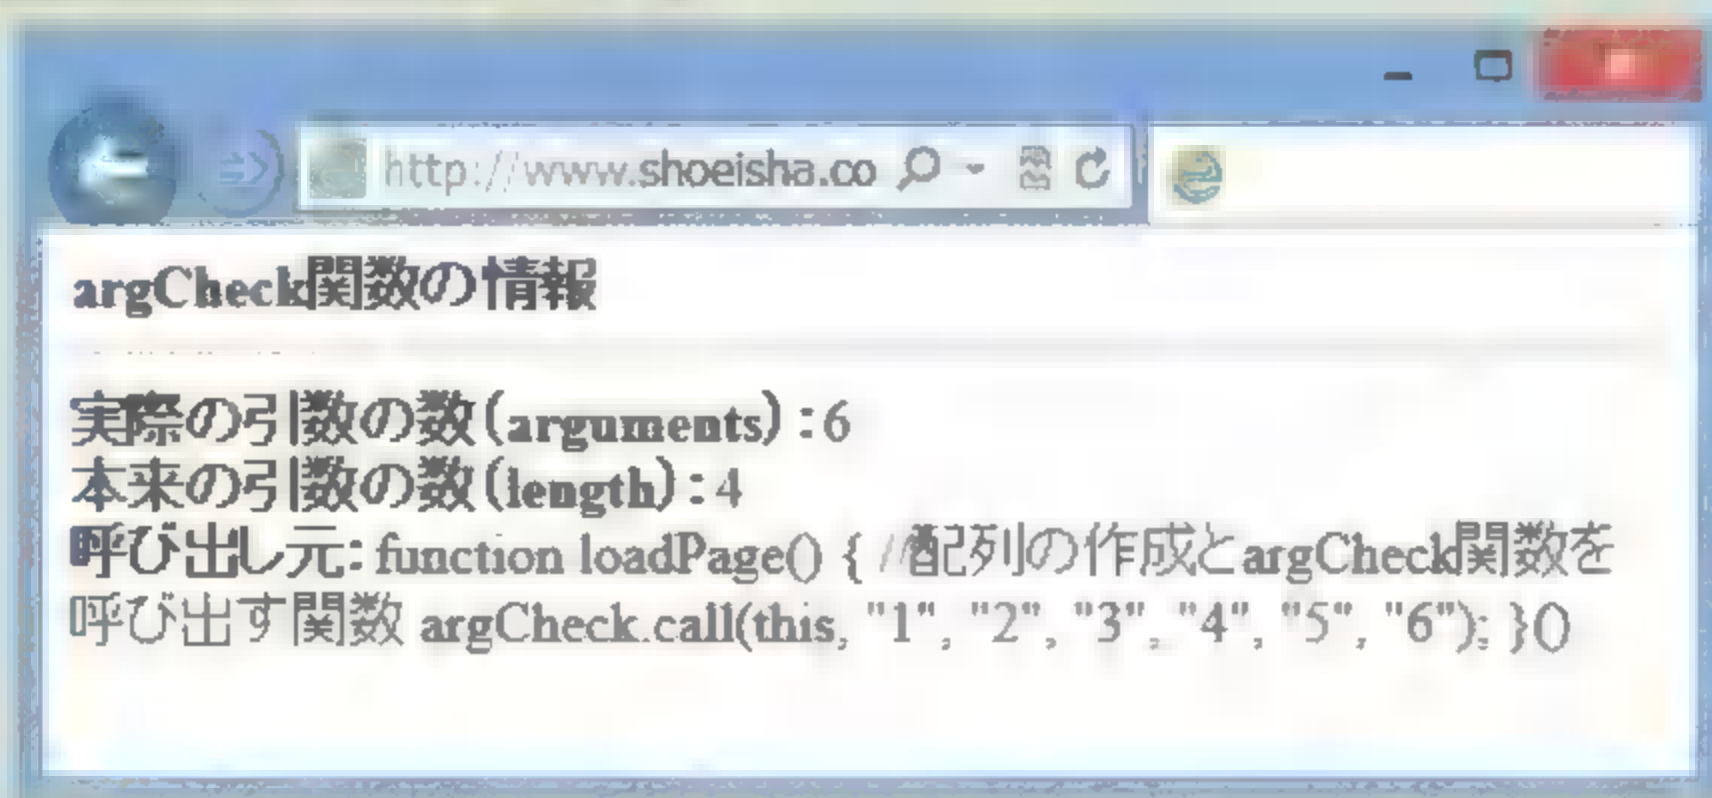 http://www.shoeisha.co
argCheck関数の情報
実際の引数の数(arguments):6
本来の引数の数(length):4
呼び出し元:function loadPage() { //配列の作成とargCheck関数を
呼び出す関数 argCheck.call(this, "1", "2", "3", "4", "5", "6"); }()